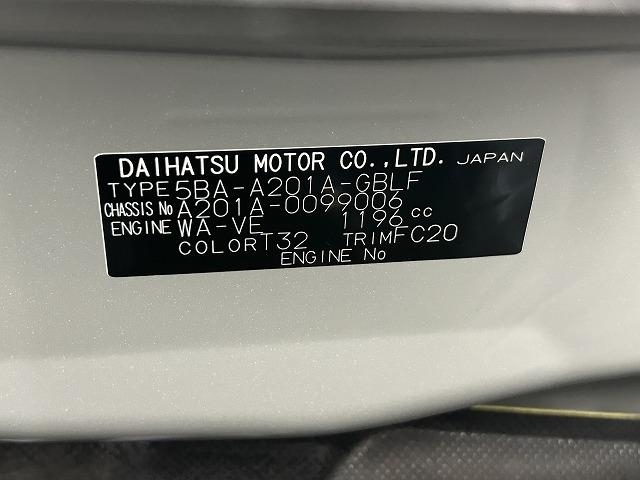 DAIHATSU MOTOR CO.,LTD. JAPAN
TYPE 5BA-A201A-GBLF
CHASSIS No A201A-0099006
ENGINE WA-VE 1196 cc
COLOR T32 TRIM FC20
ENGINE No